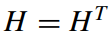 H = H^T